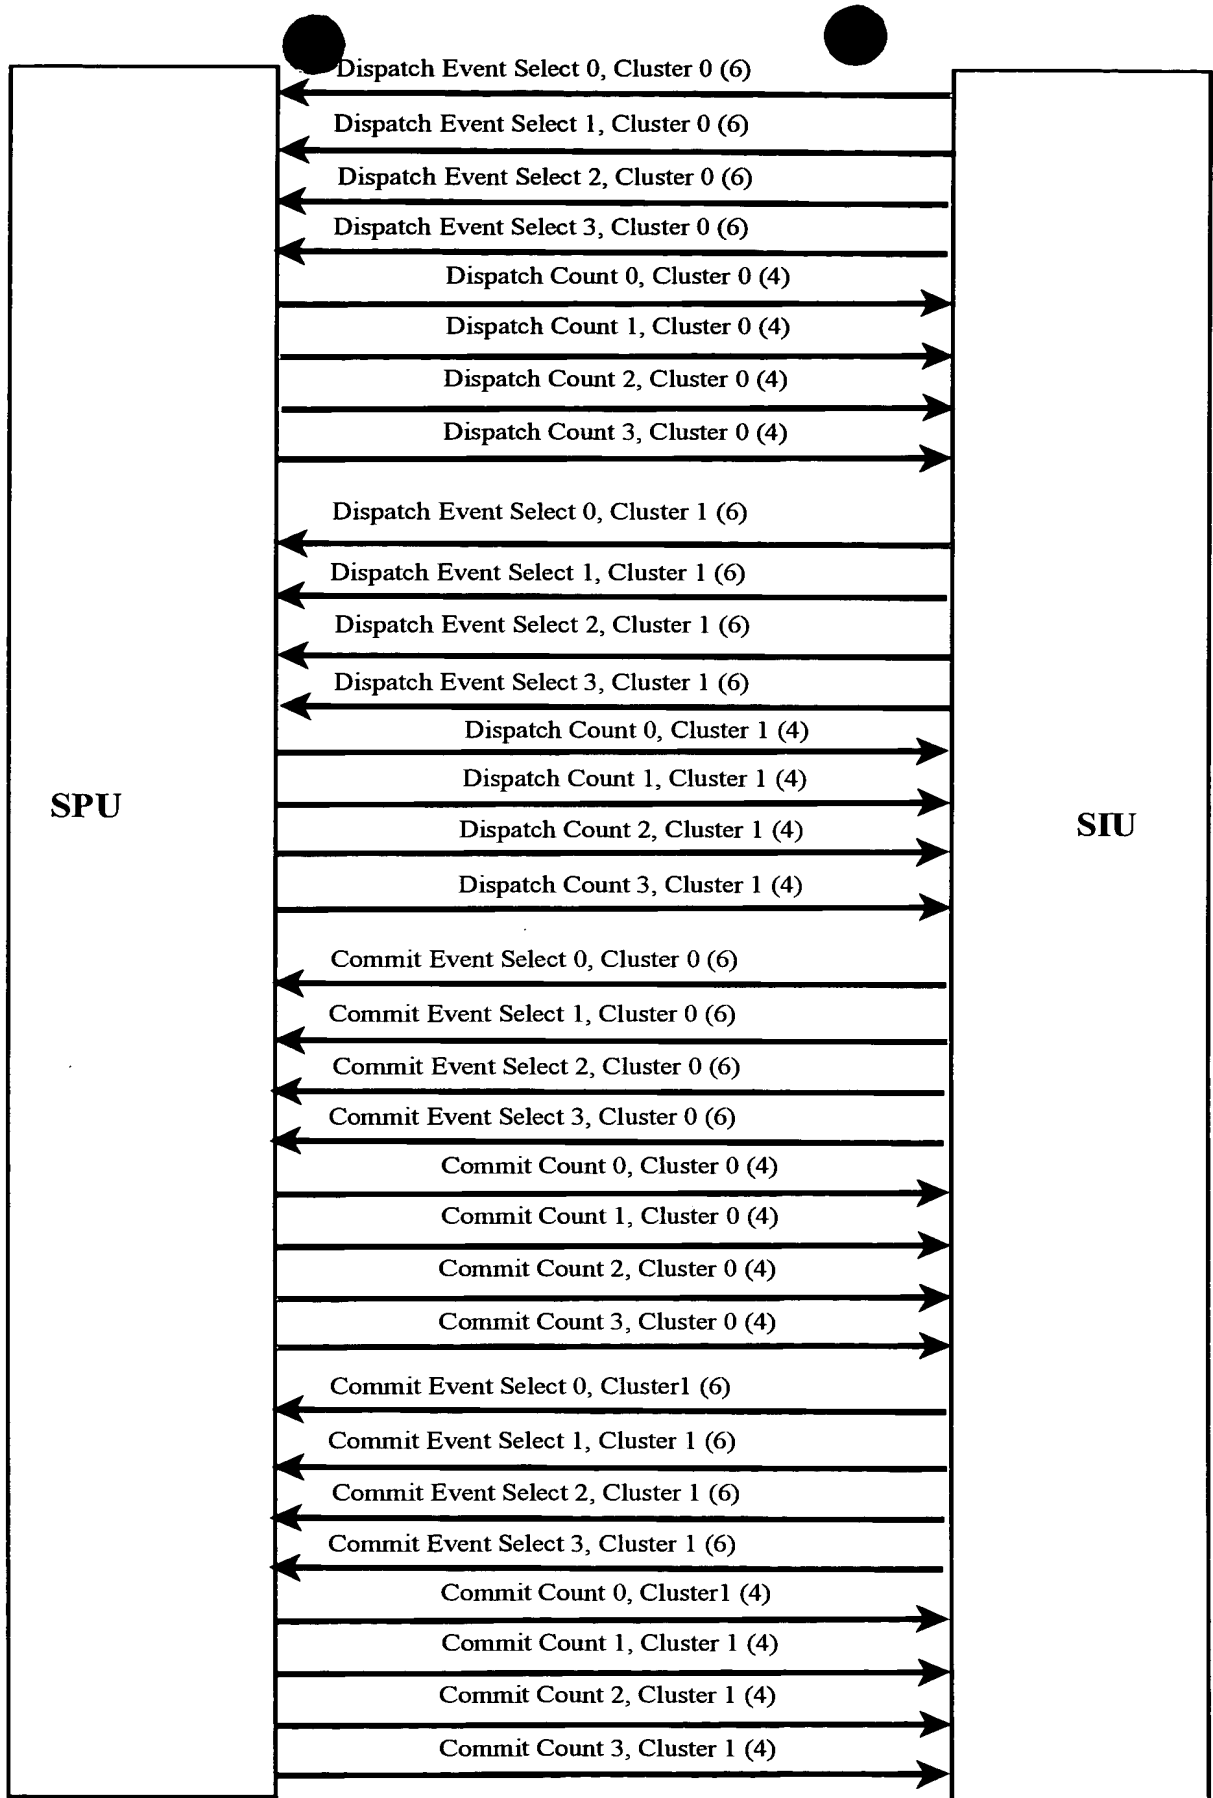 Dispatch Event Select 0, Cluster 0 (6)
Dispatch Event Select 1, Cluster 0 (6)
Dispatch Event Select 2, Cluster 0 (6)
Dispatch Event Select 3, Cluster 0 (6)
Dispatch Count 0, Cluster 0 (4)
Dispatch Count 1, Cluster 0 (4)
Dispatch Count 2, Cluster 0 (4)
Dispatch Count 3, Cluster 0 (4)
Dispatch Event Select 0, Cluster 1 (6)
Dispatch Event Select 1, Cluster 1 (6)
Dispatch Event Select 2, Cluster 1 (6)
Dispatch Event Select 3, Cluster 1 (6)
Dispatch Count 0, Cluster 1 (4)
Dispatch Count 1, Cluster 1 (4)
SPU
SIU
Dispatch Count 2, Cluster 1 (4)
Dispatch Count 3, Cluster 1 (4)
Commit Event Select 0, Cluster 0 (6)
Commit Event Select 1, Cluster 0 (6)
Commit Event Select 2, Cluster 0 (6)
Commit Event Select 3, Cluster 0 (6)
Commit Count 0, Cluster 0 (4)
Commit Count 1, Cluster 0 (4)
Commit Count 2, Cluster 0 (4)
Commit Count 3, Cluster 0 (4)
Commit Event Select 0, Cluster1 (6)
Commit Event Select 1, Cluster 1 (6)
Commit Event Select 2, Cluster 1 (6)
Commit Event Select 3, Cluster 1 (6)
Commit Count 0, Cluster1 (4)
Commit Count 1, Cluster 1 (4)
Commit Count 2, Cluster 1 (4)
Commit Count 3, Cluster 1 (4)